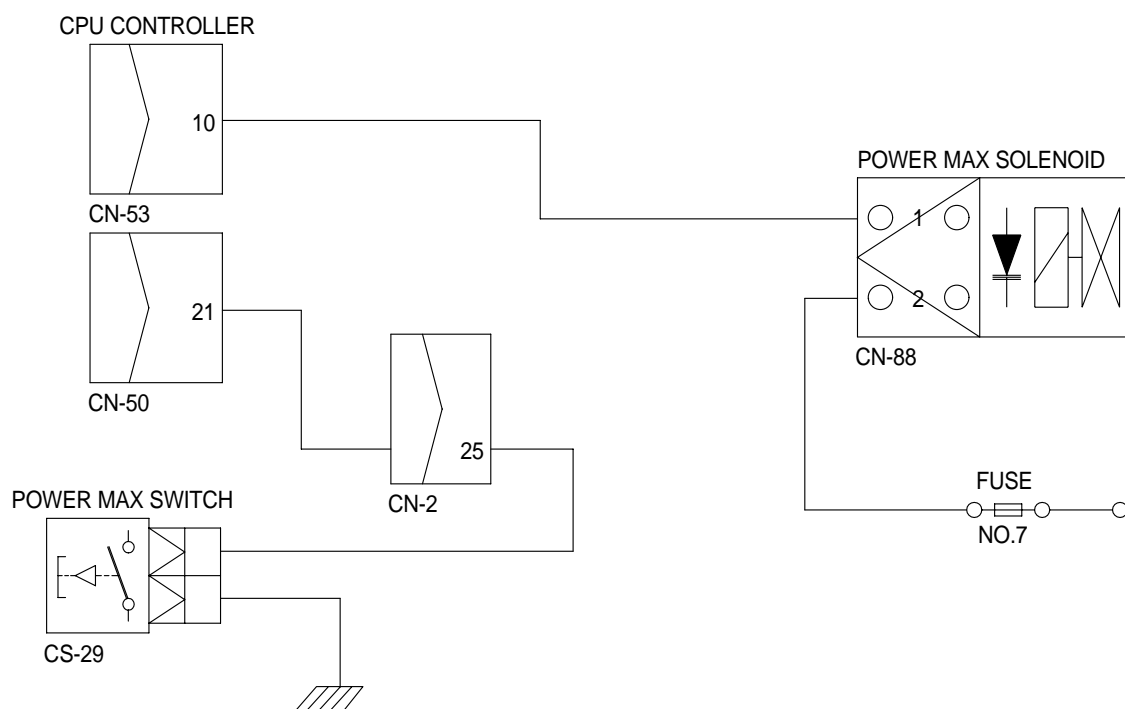 CPU CONTROLLER
10
CN-53
POWER MAX SOLENOID
1
2
CN-88
21
CN-50
25
CN-2
POWER MAX SWITCH
CS-29
FUSE
NO.7